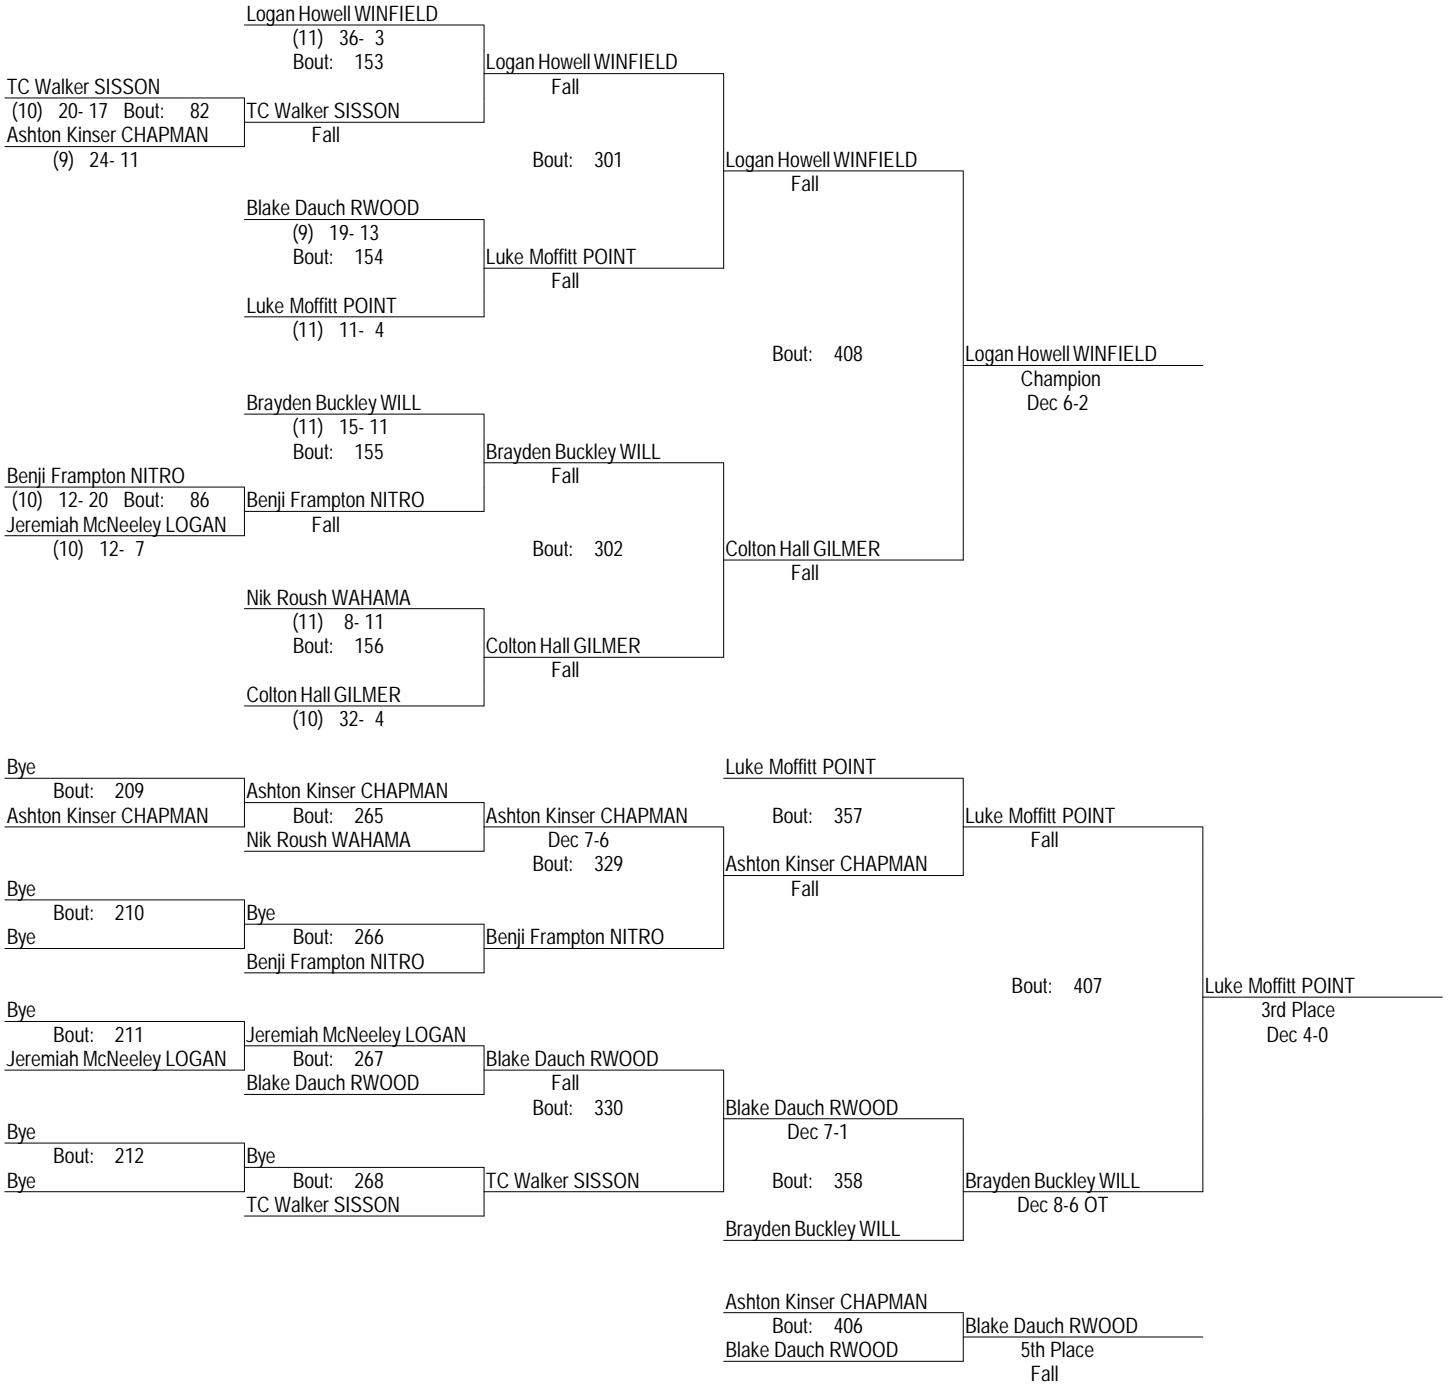 Logan Howell WINFIELD
(11) 36- 3
Bout: 153
Logan Howell WINFIELD
Fall
TC Walker SISSON
(10) 20- 17 Bout: 82
TC Walker SISSON
Ashton Kinser CHAPMAN
Fall
(9) 24- 11
Bout: 301
Logan Howell WINFIELD
Fall
Blake Dauch RWOOD
(9) 19- 13
Bout: 154
Luke Moffitt POINT
Fall
Luke Moffitt POINT
(11) 11- 4
Bout: 408
Logan Howell WINFIELD
Champion
Dec 6-2
Brayden Buckley WILL
(11) 15- 11
Bout: 155
Brayden Buckley WILL
Fall
Benji Frampton NITRO
(10) 12- 20 Bout: 86
Benji Frampton NITRO
Jeremiah McNeeley LOGAN
Fall
(10) 12- 7
Bout: 302
Colton Hall GILMER
Fall
Nik Roush WAHAMA
(11) 8- 11
Bout: 156
Colton Hall GILMER
Fall
Colton Hall GILMER
(10) 32- 4
Bye
Bout: 209
Ashton Kinser CHAPMAN
Ashton Kinser CHAPMAN
Bout: 265
Nik Roush WAHAMA
Ashton Kinser CHAPMAN
Dec 7-6
Bout: 329
Luke Moffitt POINT
Bout: 357
Ashton Kinser CHAPMAN
Fall
Luke Moffitt POINT
Fall
Bye
Bout: 210
Bye
Bye
Bout: 266
Benji Frampton NITRO
Benji Frampton NITRO
Bout: 407
Luke Moffitt POINT
3rd Place
Dec 4-0
Bye
Bout: 211
Jeremiah McNeeley LOGAN
Jeremiah McNeeley LOGAN
Bout: 267
Blake Dauch RWOOD
Blake Dauch RWOOD
Fall
Bout: 330
Blake Dauch RWOOD
Dec 7-1
Bye
Bout: 212
Bye
Bye
Bout: 268
TC Walker SISSON
TC Walker SISSON
Bout: 358
Brayden Buckley WILL
Brayden Buckley WILL
Dec 8-6 OT
Ashton Kinser CHAPMAN
Bout: 406
Blake Dauch RWOOD
Blake Dauch RWOOD
5th Place
Fall